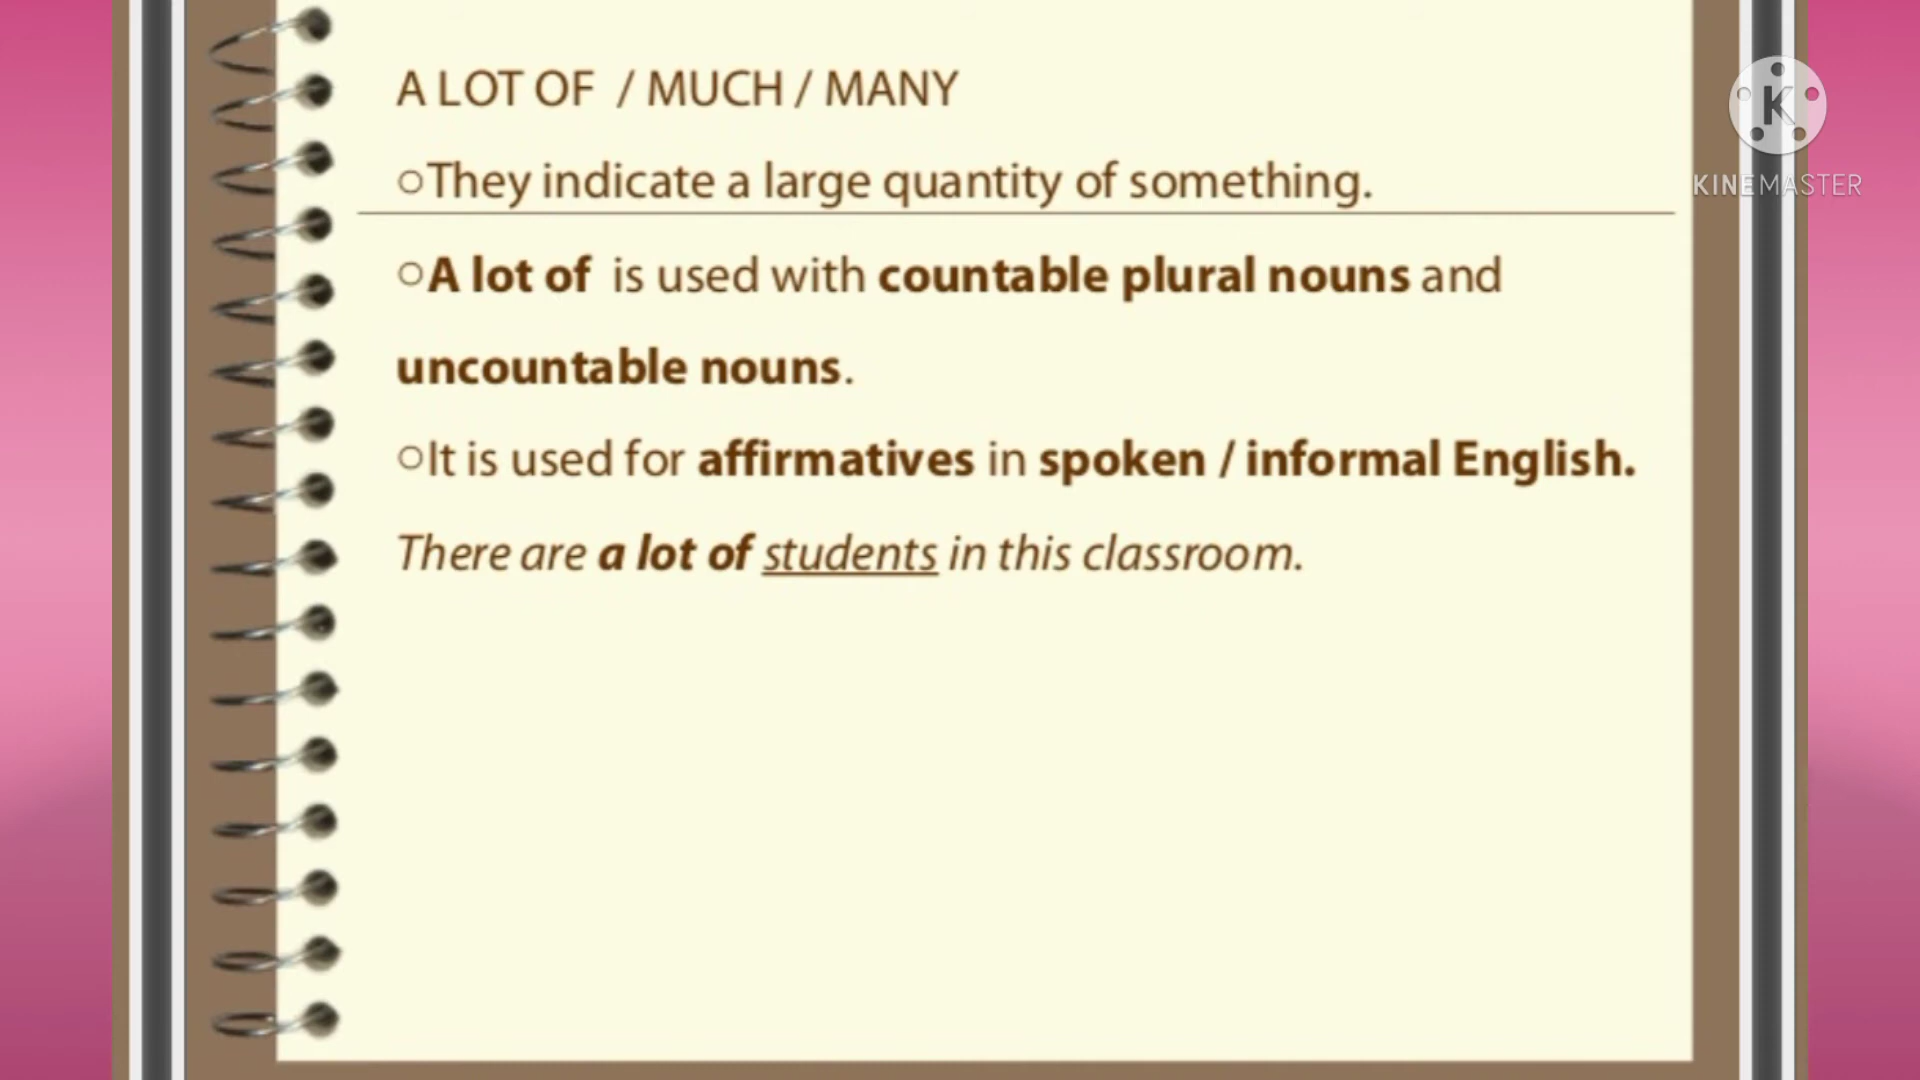 A LOT OF / MUCH / MANY
○They indicate a large quantity of something.
○A lot of is used with countable plural nouns and
uncountable nouns.
○It is used for affirmatives in spoken / informal English.
There are a lot of students in this classroom.
K
KINEMASTER